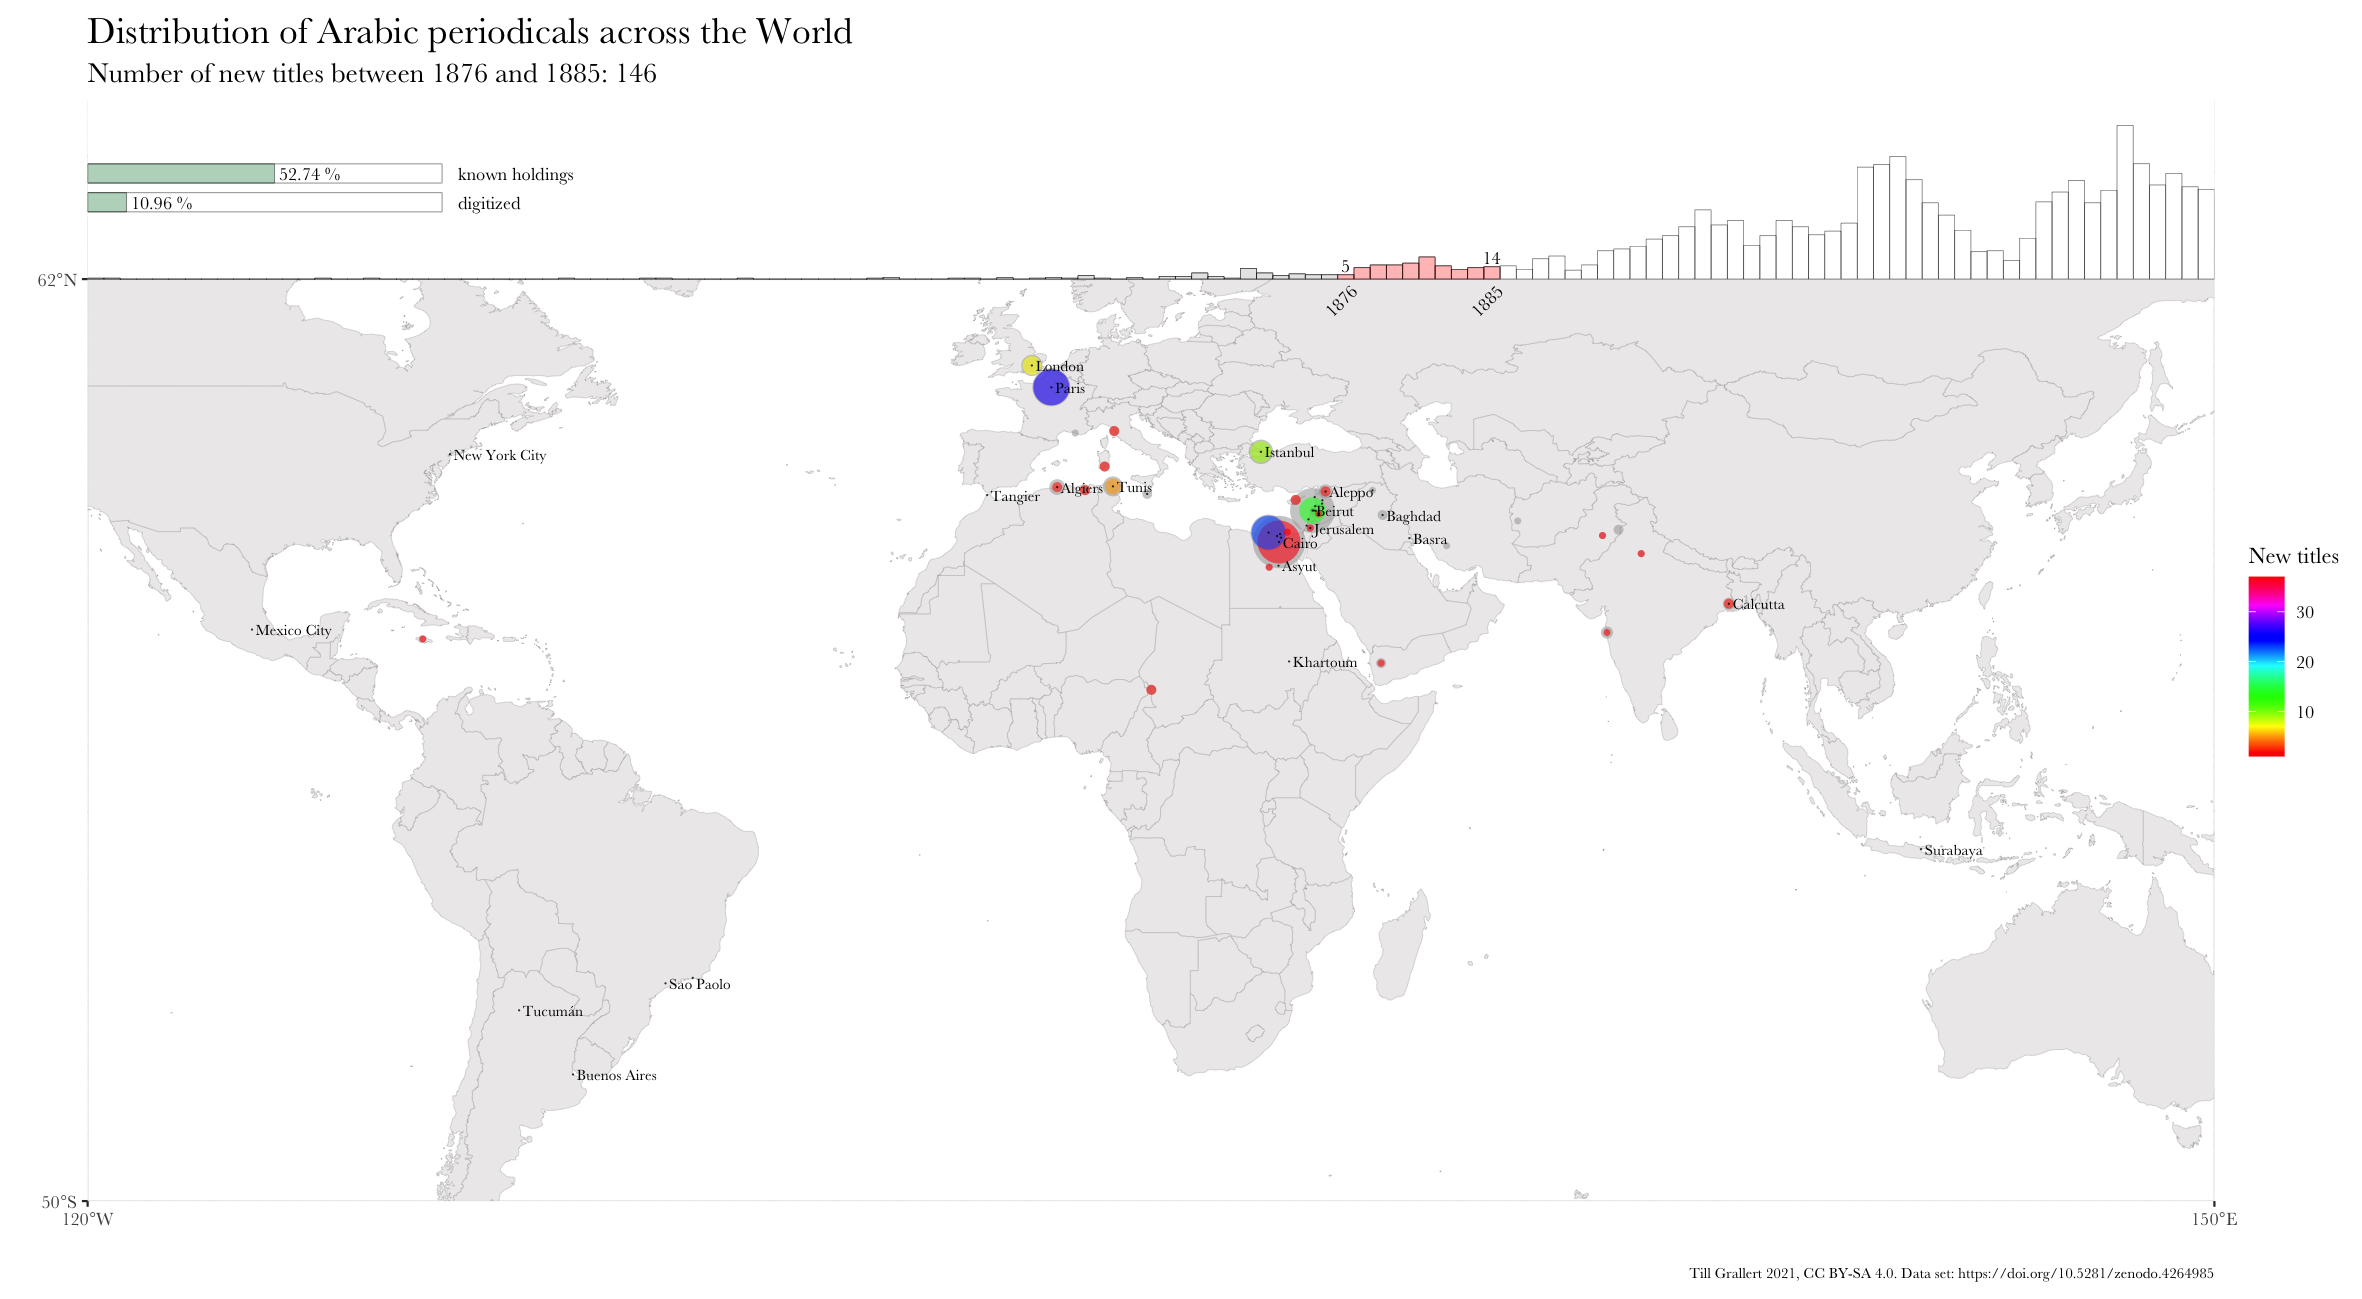 Distribution of Arabic periodicals across the World
Number of new titles between 1876 and 1885: 146
52.74 %
known holdings
10.96 %
digitized
5
14
62°N
1876
1885
London
Paris
Istanbul
New York City
Tangier
Algiers
Tunis
Aleppo
Beirut
Baghdad
Jerusalem
Basra
Cairo
Asyut
New titles
30
20
10
Calcutta
Mexico City
Khartoum
Surabaya
Sao Paolo
Tucumán
Buenos Aires
50°S
120°W
150°E
Till Grallert 2021, CC BY-SA 4.0. Data set: https://doi.org/10.5281/zenodo.4264985